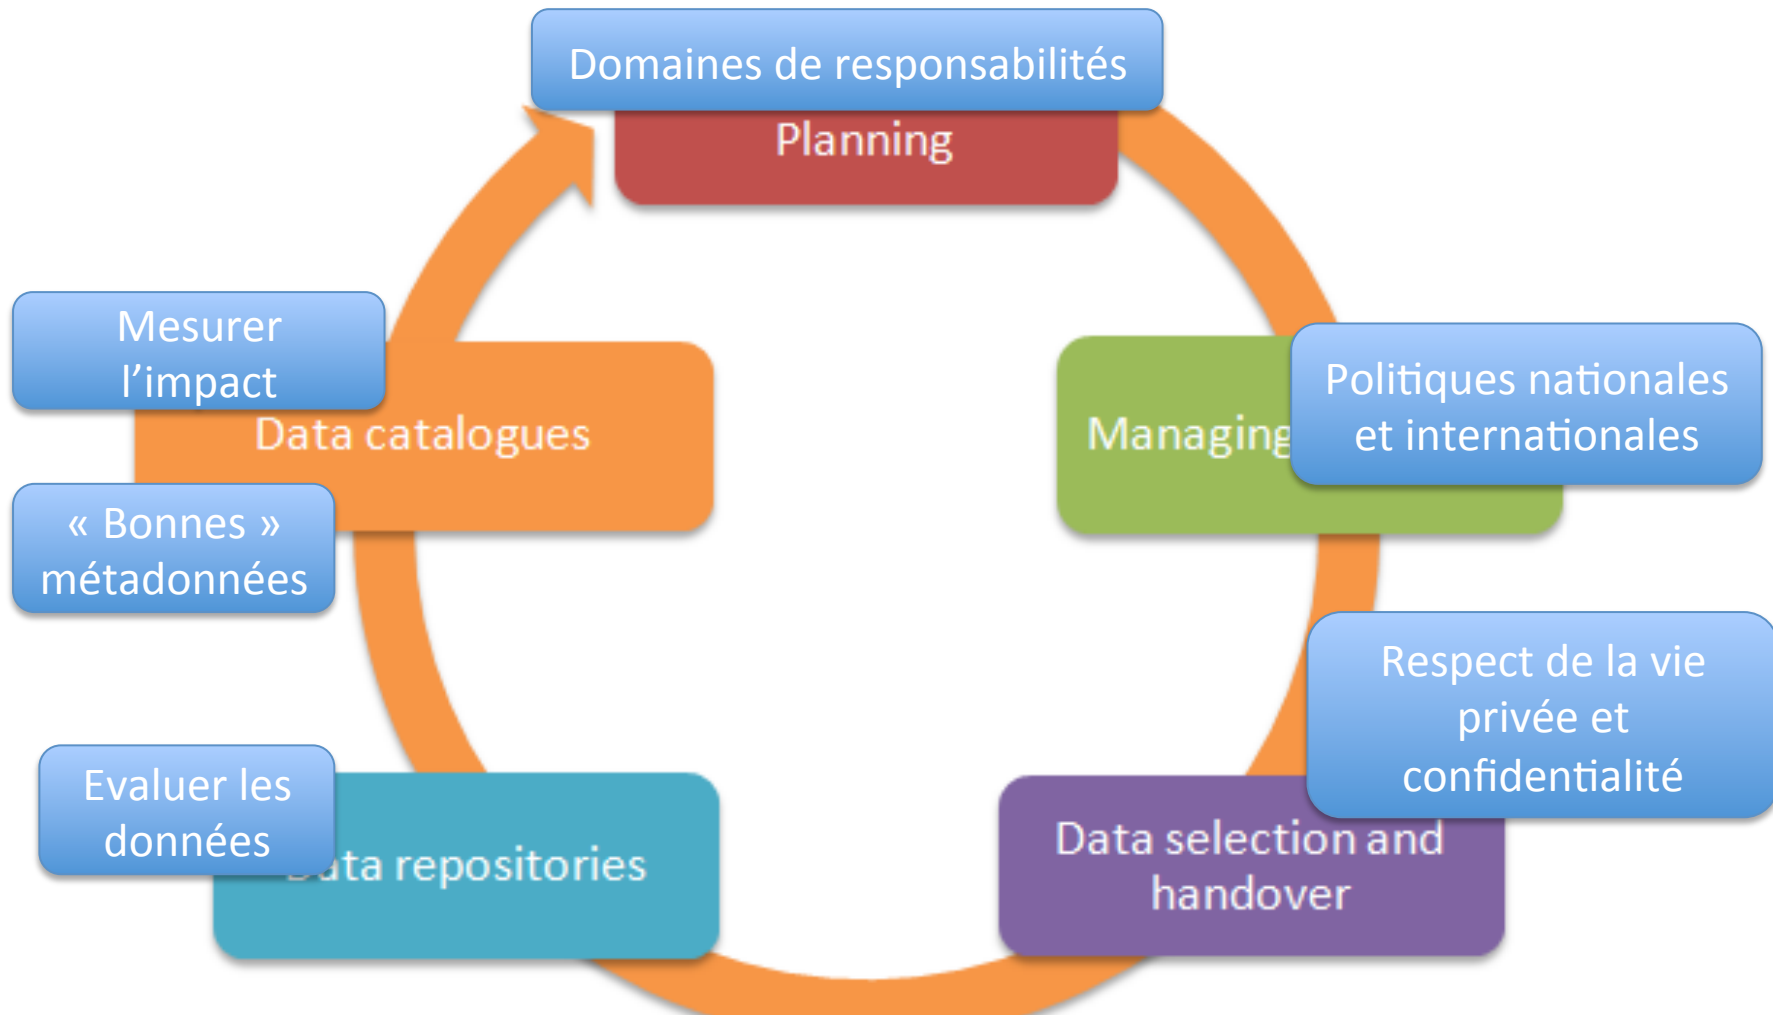 Domaines de responsabilités
Planning
Mesurer
l’impact
Data catalogues
« Bonnes »
métadonnées
Politiques nationales
et internationales
Managing
Respect de la vie
privée et
confidentialité
Evaluer les
données
repositories
Data selection and
handover